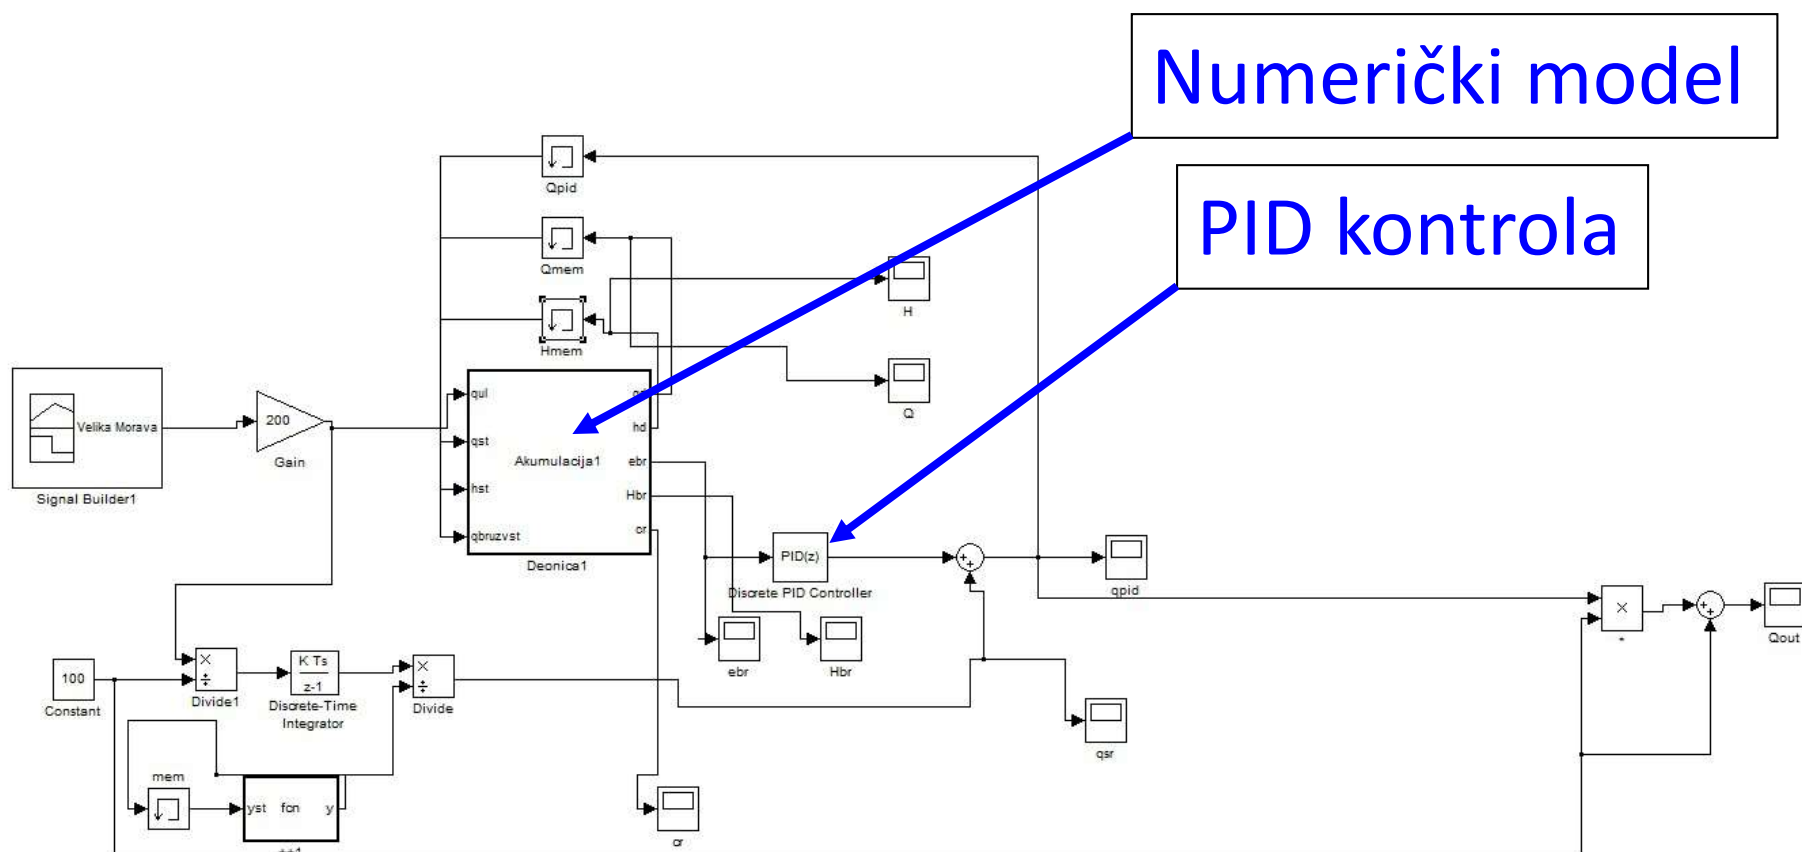 Numerički model
PID kontrola
Qpid
Qmem
Hmem
H
Q
Velika Morava
Signal Builder1
200
Gain
qul
qst
hst
qbruzvst
Akumulacija1
hd
ebr
Hbr
cr
Deonica1
PID(z)
Discrete PID Controller
+
+
qpid
ebr
Hbr
×
*
+
+
Qout
100
Constant
×
÷
Divide1
K Ts
z-1
Discrete-Time
Integrator
×
÷
Divide
qsr
mem
yst
fcn
y
cr